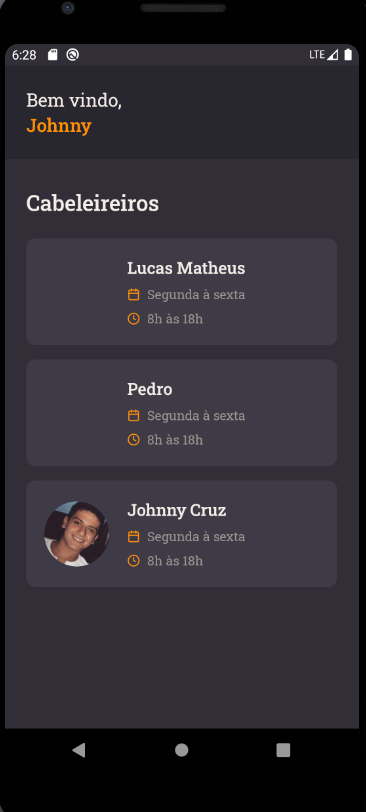 6:28 LTE
Bem vindo,
Johnny
Cabeleireiros
Lucas Matheus
Segunda à sexta
8h às 18h
Pedro
Segunda à sexta
8h às 18h
Johnny Cruz
Segunda à sexta
8h às 18h